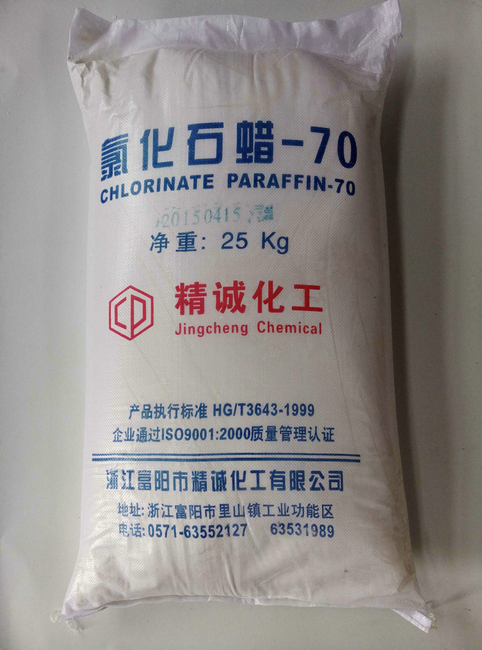 氯化石蜡-70
CHLORINATE PARAFFIN-70
20150415
净重: 25 Kg
CP
精诚化工
Jingcheng Chemical
产品执行标准 HG/T3643-1999
企业通过ISO9001:2000质量管理认证
浙江富阳市精诚化工有限公司
地址:浙江富阳市里山镇工业功能区
电话:0571-63552127 63531989